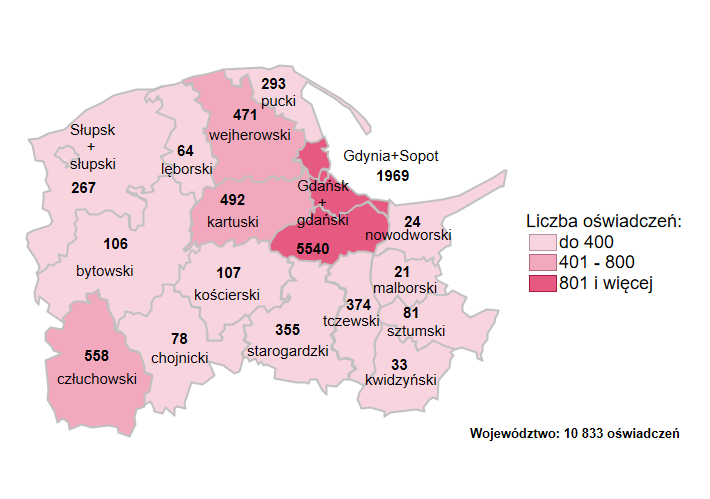 293
pucki
471
wejherowski
Słupsk
+
słupski
267
64
lęborski
Gdynia+Sopot
1969
Gdańsk
+
gdański
5540
492
kartuski
24
nowodworski
Liczba oświadczeń:
do 400
401 - 800
801 i więcej
106
bytowski
107
kościerski
21
malborski
374
tczewski
81
sztumski
558
człuchowski
78
chojnicki
355
starogardzki
33
kwidzyński
Województwo: 10 833 oświadczeń